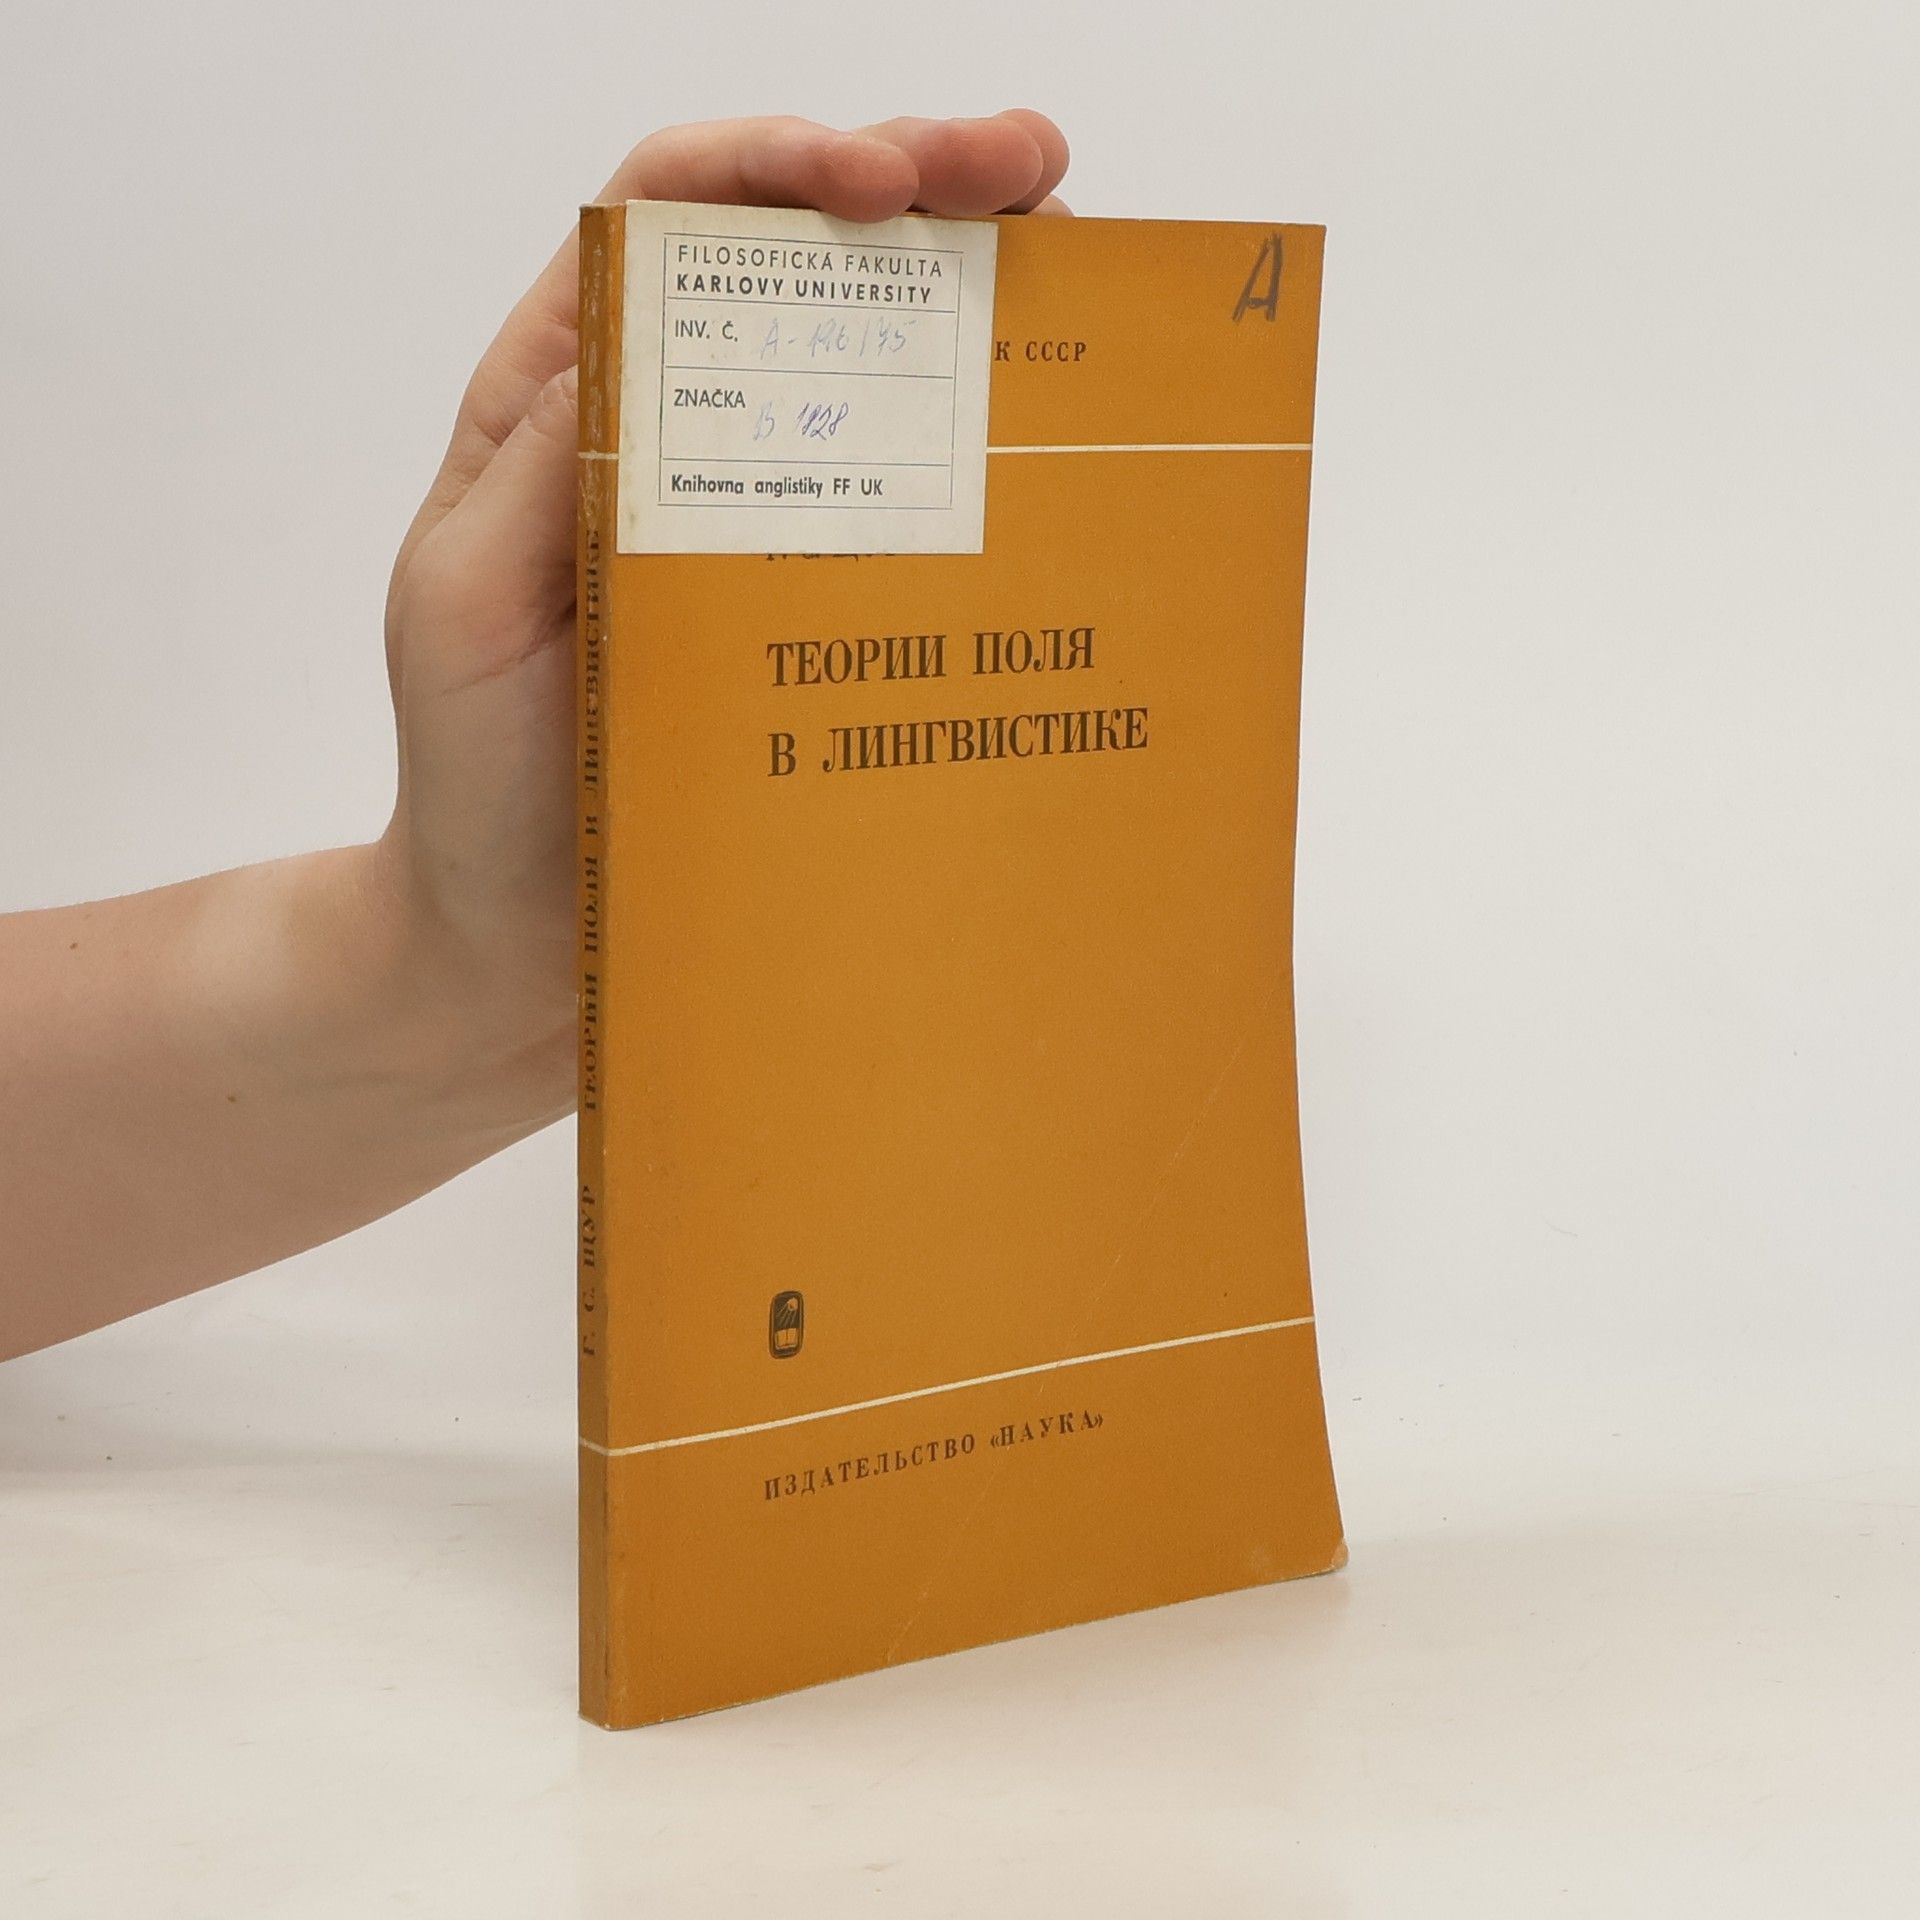 FILOSOFICKÁ FAKULTA
KARLOVY UNIVERSITY
INV. Č.
ZNAČKA B 1828
Knihovna anglistiky FF UK
A
К СССР
ТЕОРИИ ПОЛЯ
В ЛИНГВИСТИКЕ
ИЗДАТЕЛЬСТВО «НАУКА»
Г. С. ЩУР ТЕОРИИ ПОЛЯ И ЛИНГВИСТИКЕ